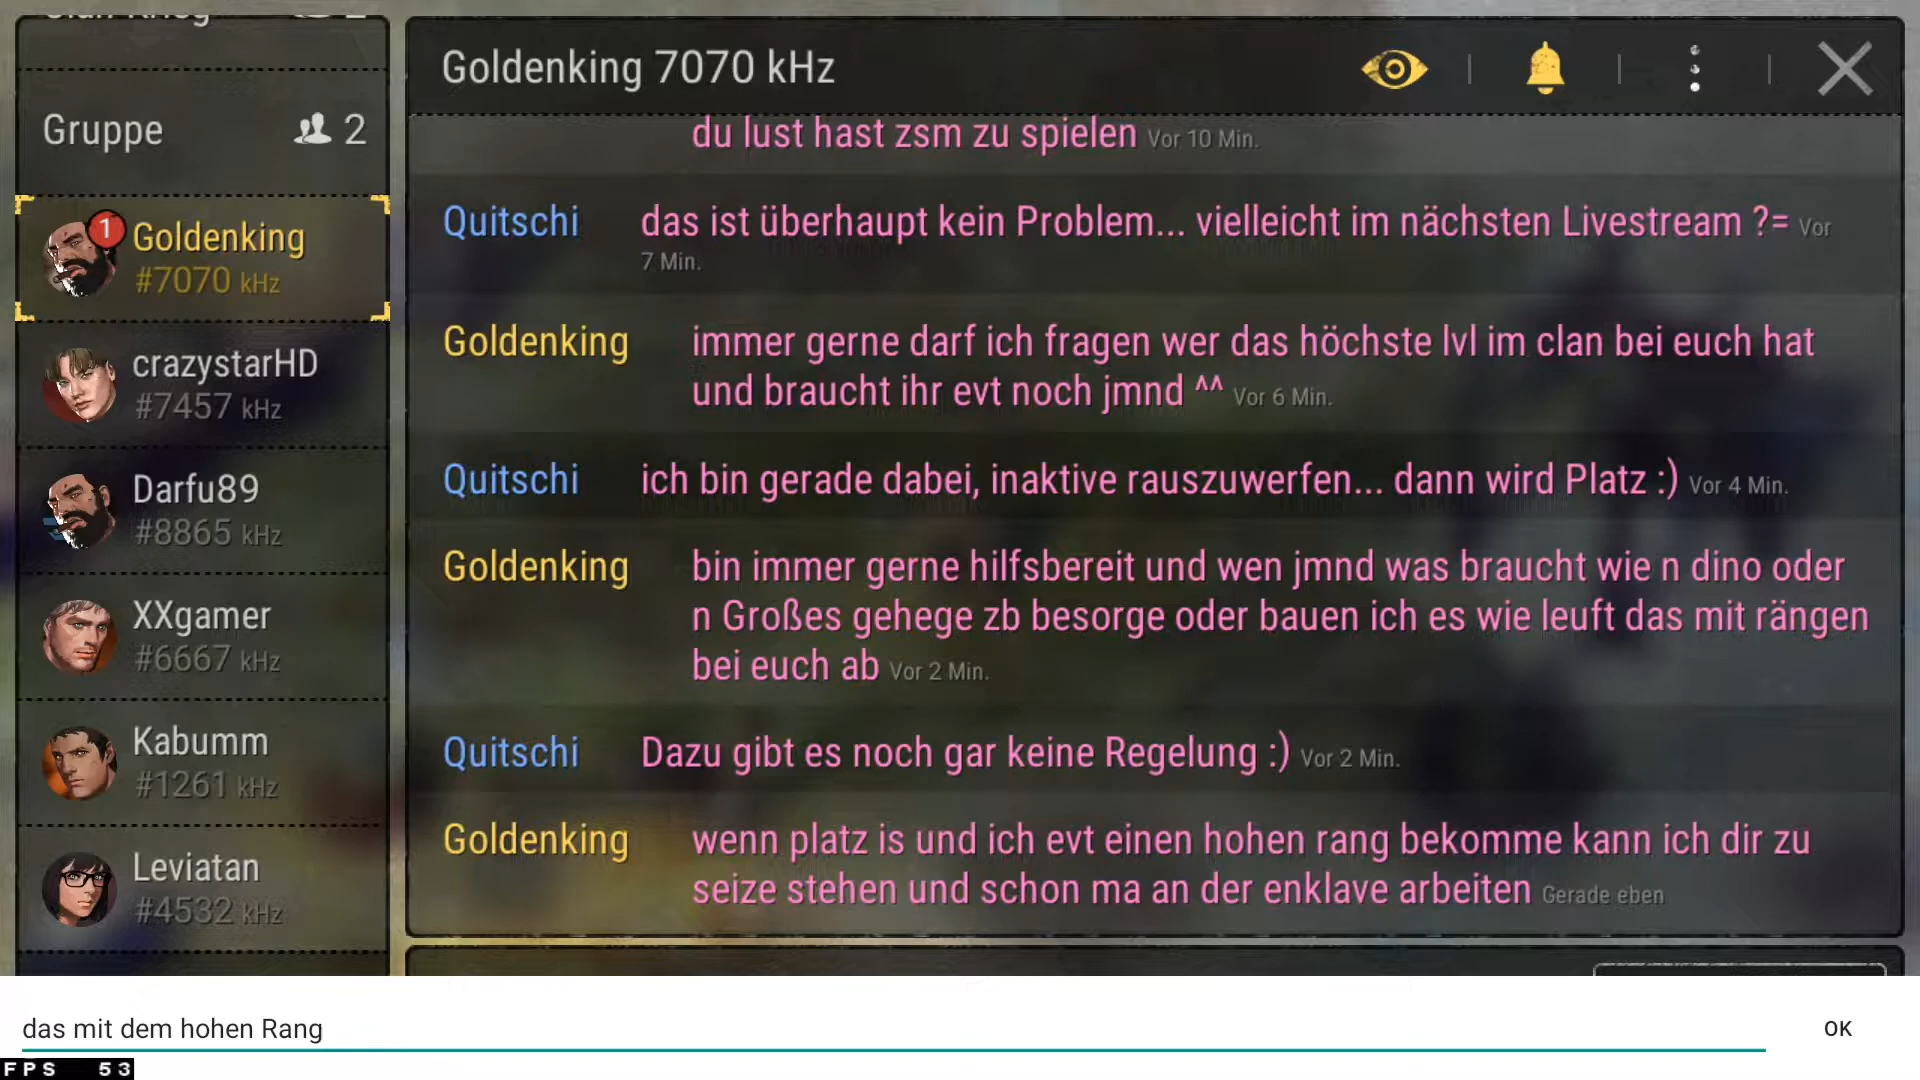 Gruppe 2
Goldenking
#7070 kHz
1
crazystarHD
#7457 kHz
Darfu89
#8865 kHz
XXgamer
#6667 kHz
Kabumm
#1261 kHz
Leviatan
#4532 kHz
Goldenking 7070 kHz
du lust hast zsm zu spielen Vor 10 Min.
Quitschi das ist überhaupt kein Problem... vielleicht im nächsten Livestream ?= Vor
7 Min.
Goldenking immer gerne darf ich fragen wer das höchste lvl im clan bei euch hat
und braucht ihr evt noch jmnd ^^ Vor 6 Min.
Quitschi ich bin gerade dabei, inaktive rauszuwerfen... dann wird Platz :) Vor 4 Min.
Goldenking bin immer gerne hilfsbereit und wen jmnd was braucht wie n dino oder
n Großes gehege zb besorge oder bauen ich es wie leuft das mit rängen
bei euch ab Vor 2 Min.
Quitschi Dazu gibt es noch gar keine Regelung :) Vor 2 Min.
Goldenking wenn platz is und ich evt einen hohen rang bekomme kann ich dir zu
seize stehen und schon ma an der enklave arbeiten Gerade eben
das mit dem hohen Rang OK
FPS 53